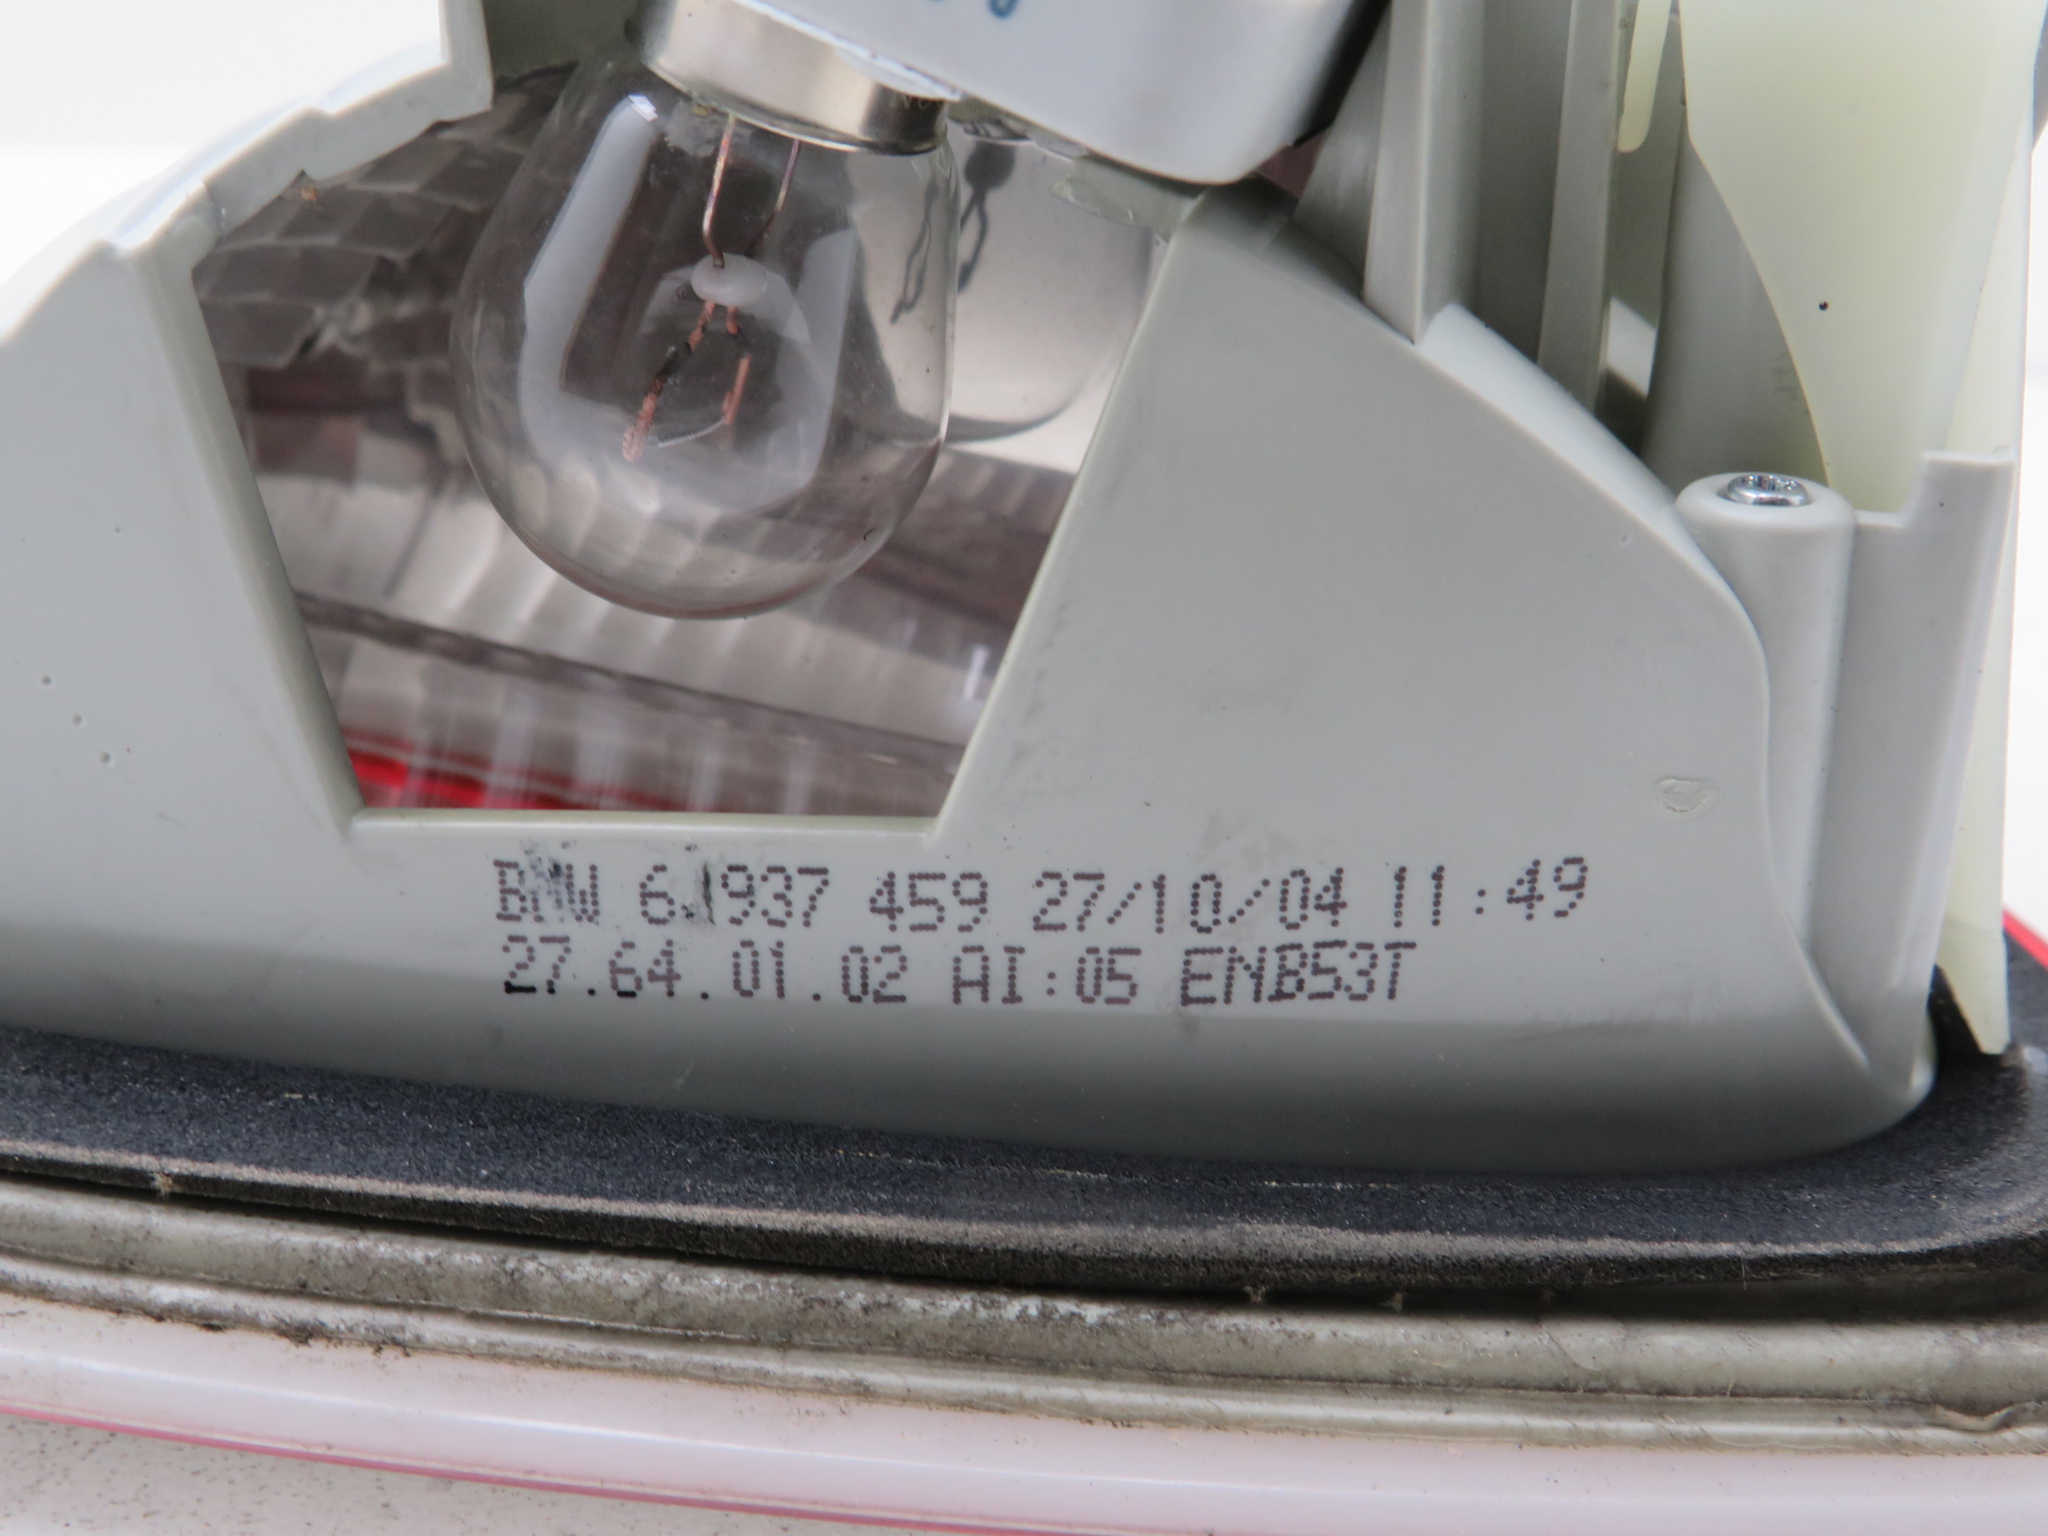 BMW 6 937 459 27/10/04 11:49
27.64.01.02 AI:05 ENB53T